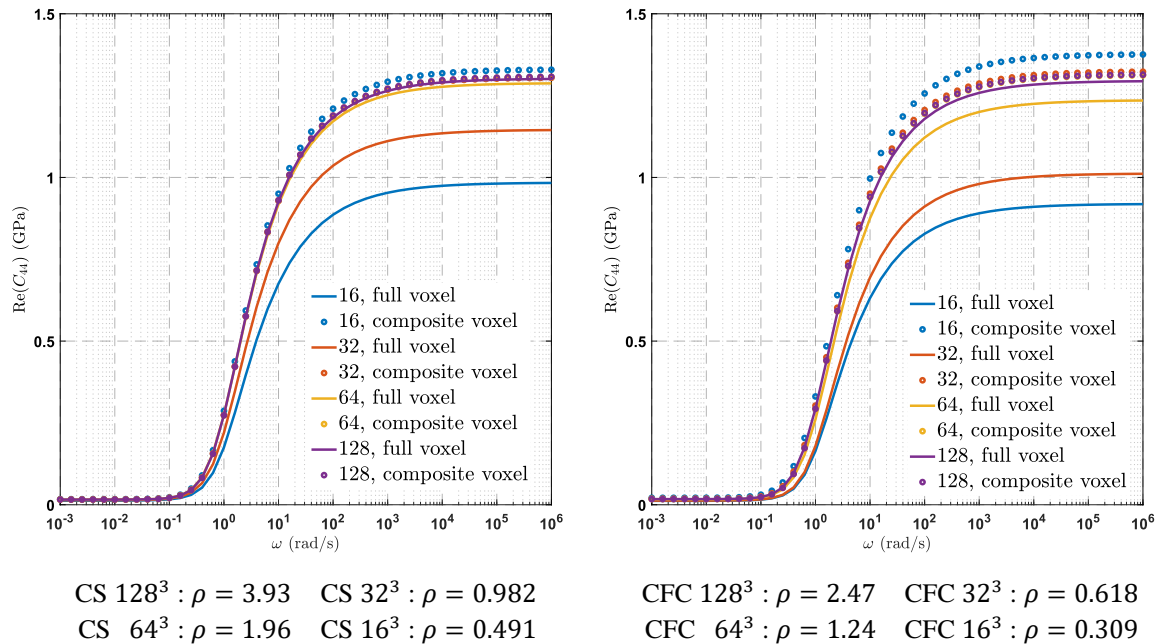 1.5
1
0.5
0
Re(C₄₄) (GPa)
16, full voxel
16, composite voxel
32, full voxel
32, composite voxel
64, full voxel
64, composite voxel
128, full voxel
128, composite voxel
10⁻³ 10⁻² 10⁻¹ 10⁰ 10¹ 10² 10³ 10⁴ 10⁵ 10⁶
ω (rad/s)
CS 128³ : ρ = 3.93 CS 32³ : ρ = 0.982
CS 64³ : ρ = 1.96 CS 16³ : ρ = 0.491
1.5
1
0.5
0
Re(C₄₄) (GPa)
16, full voxel
16, composite voxel
32, full voxel
32, composite voxel
64, full voxel
64, composite voxel
128, full voxel
128, composite voxel
10⁻³ 10⁻² 10⁻¹ 10⁰ 10¹ 10² 10³ 10⁴ 10⁵ 10⁶
ω (rad/s)
CFC 128³ : ρ = 2.47 CFC 32³ : ρ = 0.618
CFC 64³ : ρ = 1.24 CFC 16³ : ρ = 0.309